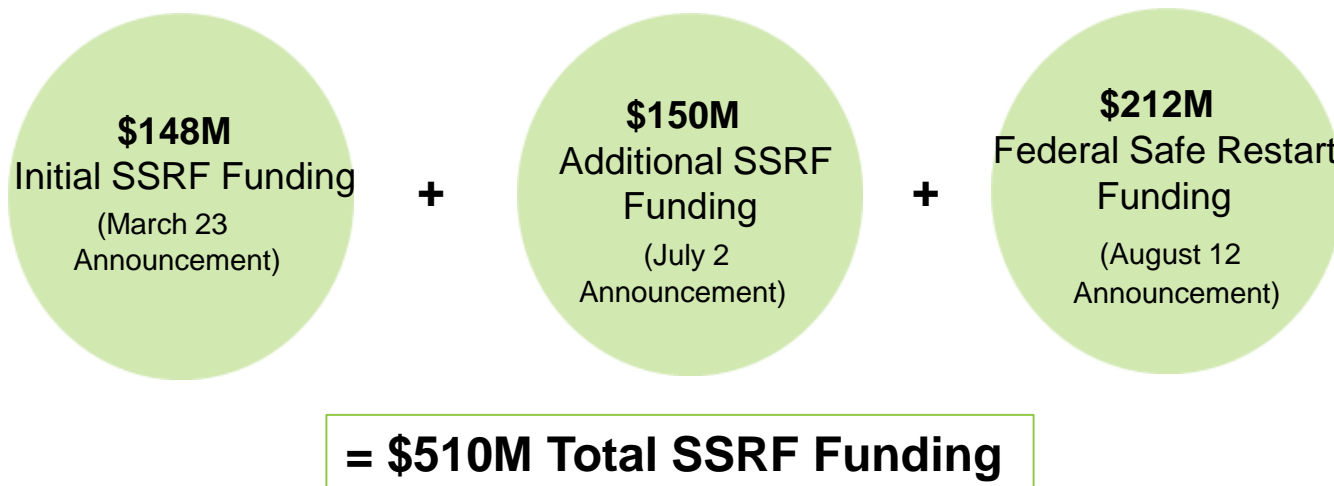 $148M
Initial SSRF Funding
(March 23
Announcement)
+
$150M
Additional SSRF
Funding
(July 2
Announcement)
+
$212M
Federal Safe Restart
Funding
(August 12
Announcement)
= $510M Total SSRF Funding